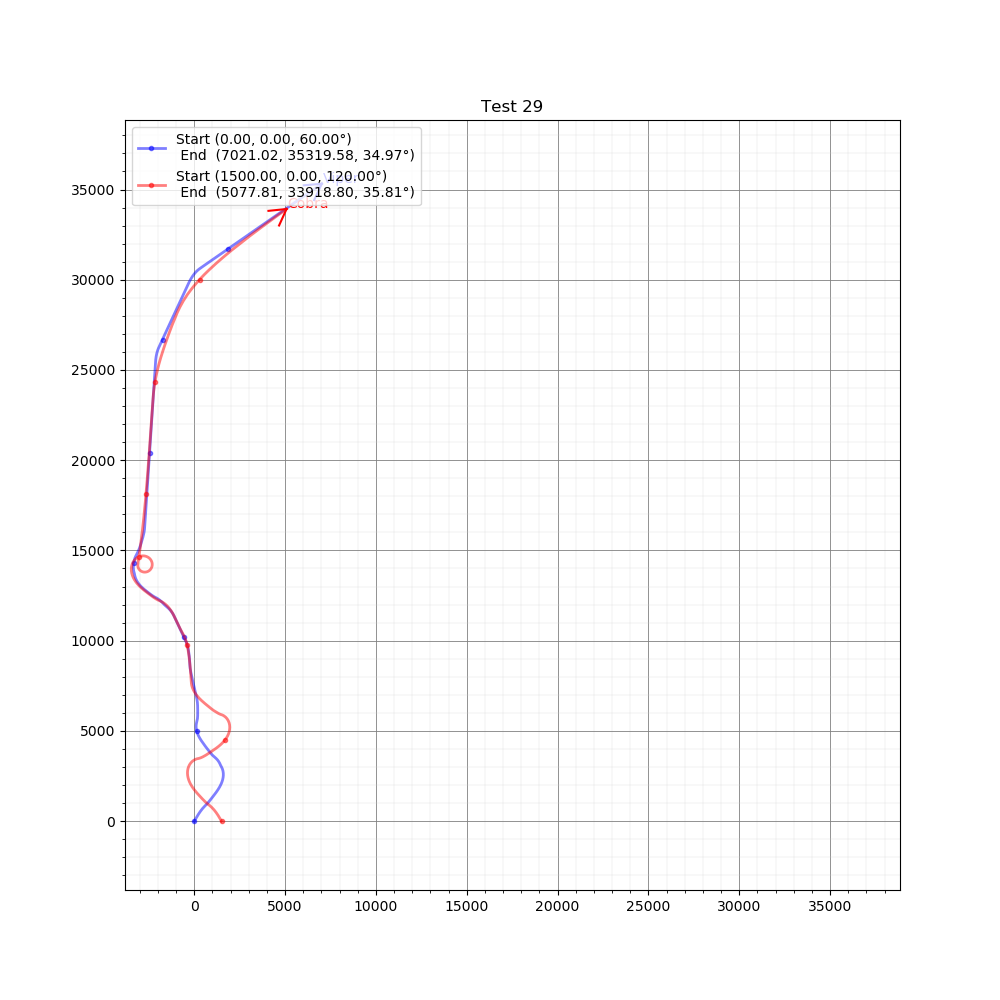 Test 29
Start (0.00, 0.00, 60.00°)
End (7021.02, 35319.58, 34.97°)
Start (1500.00, 0.00, 120.00°)
End (5077.81, 33918.80, 35.81°)
Cobra
35000
30000
25000
20000
15000
10000
5000
0
0 5000 10000 15000 20000 25000 30000 35000